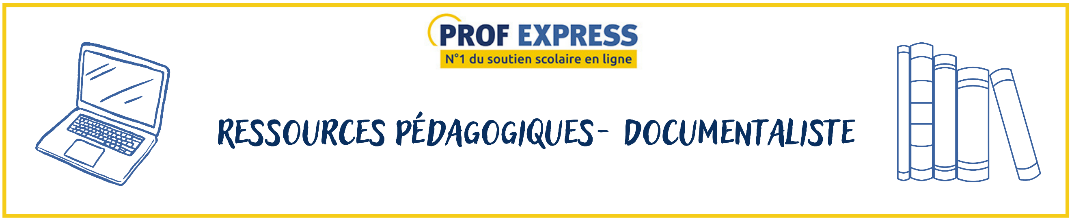 PROF EXPRESS
N°1 du soutien scolaire en ligne
RESSOURCES PÉDAGOGIQUES- DOCUMENTALISTE